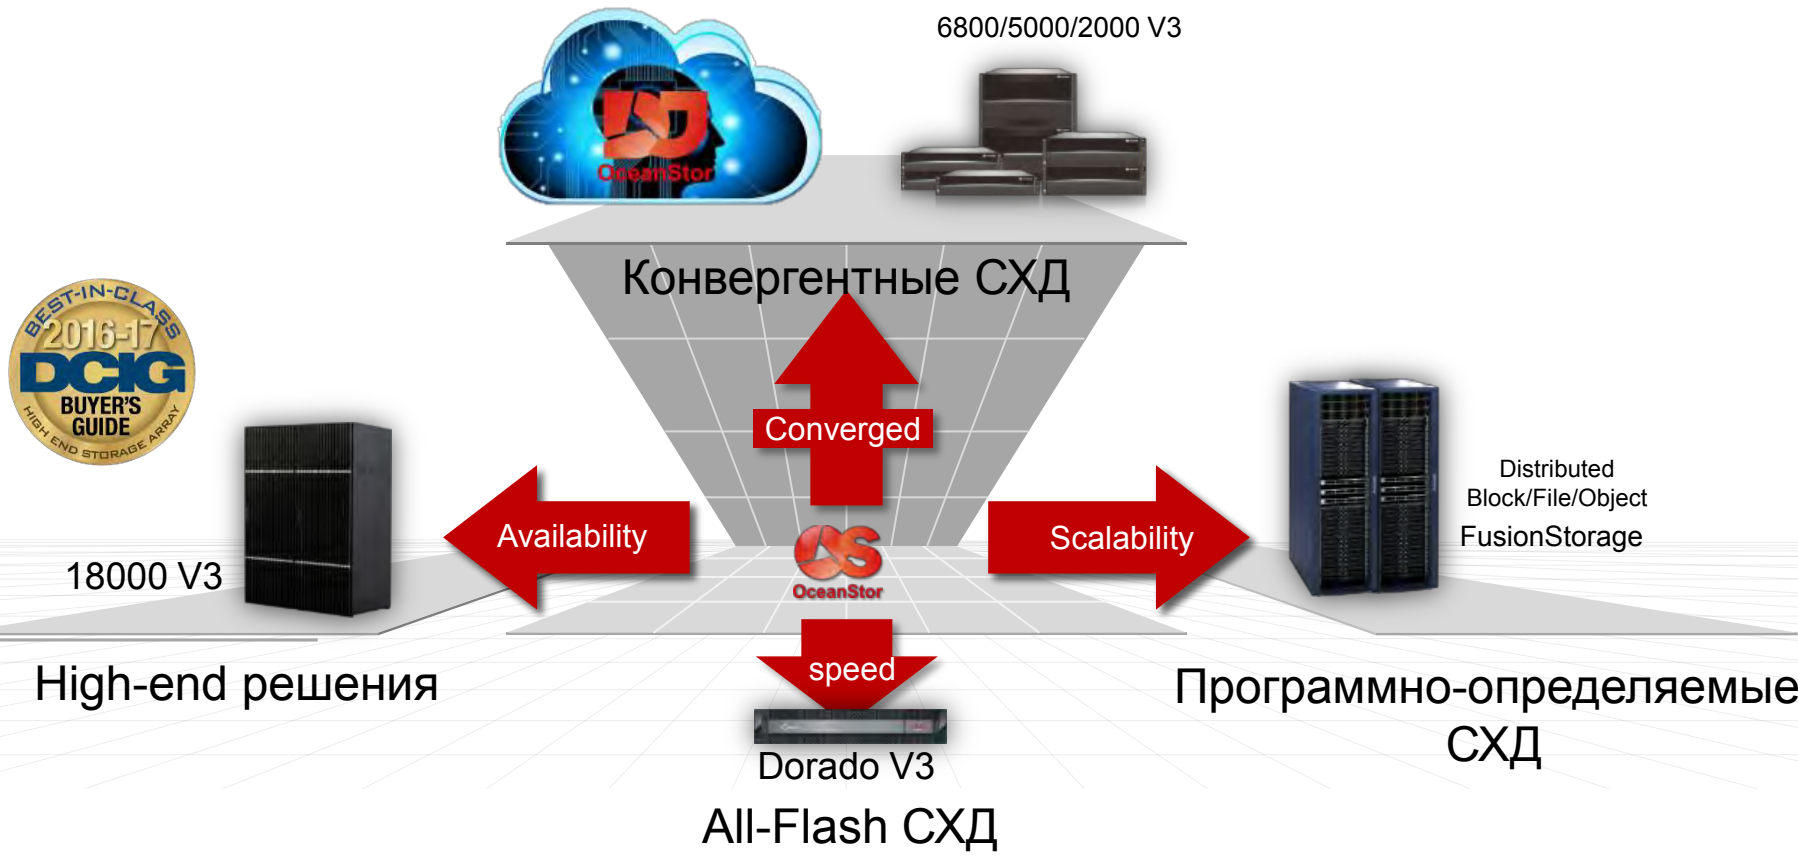 6800/5000/2000 V3
OceanStor
Конвергентные СХД
BEST-IN-CLASS
2016-17
DCIG
BUYER'S
GUIDE
HIGH END STORAGE ARRAY
Converged
Distributed
Block/File/Object
FusionStorage
Availability
Scalability
18000 V3
OceanStor
High-end решения
speed
Программно-определяемые
СХД
Dorado V3
All-Flash СХД